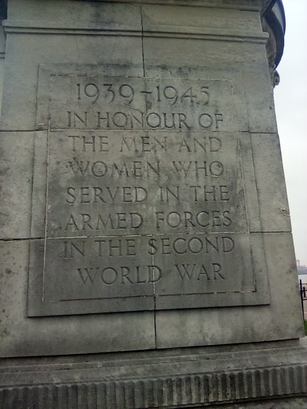 1939-1945
IN HONOUR OF
THE MEN AND
WOMEN WHO
SERVED IN THE
ARMED FORCES
IN THE SECOND
WORLD WAR